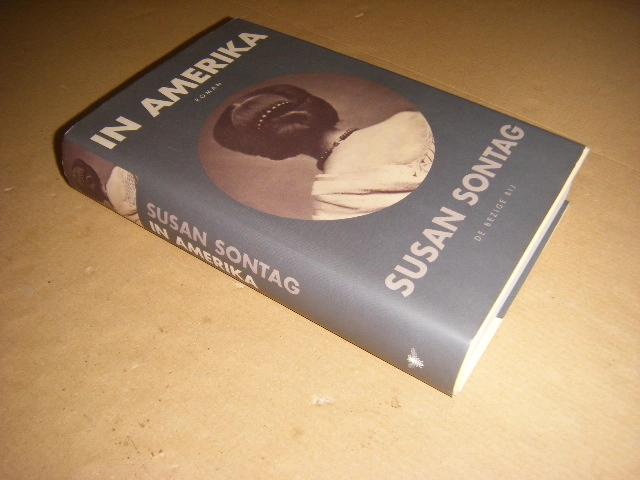 IN AMERIKA
ROMAN
SUSAN SONTAG
DE BEZIGE BIJ
SUSAN SONTAG
IN AMERIKA